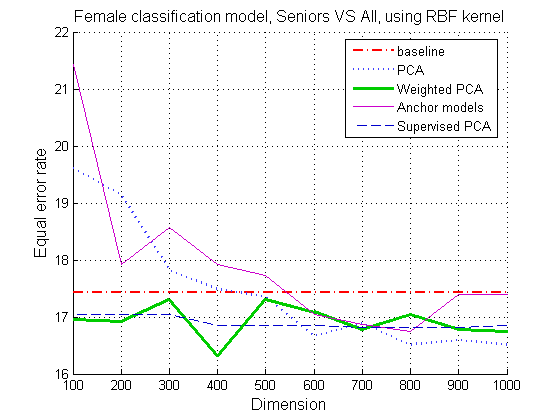 Female classification model, Seniors VS All, using RBF kernel
22
21
20
19
18
17
16
Equal error rate
baseline
PCA
Weighted PCA
Anchor models
Supervised PCA
100 200 300 400 500 600 700 800 900 1000
Dimension